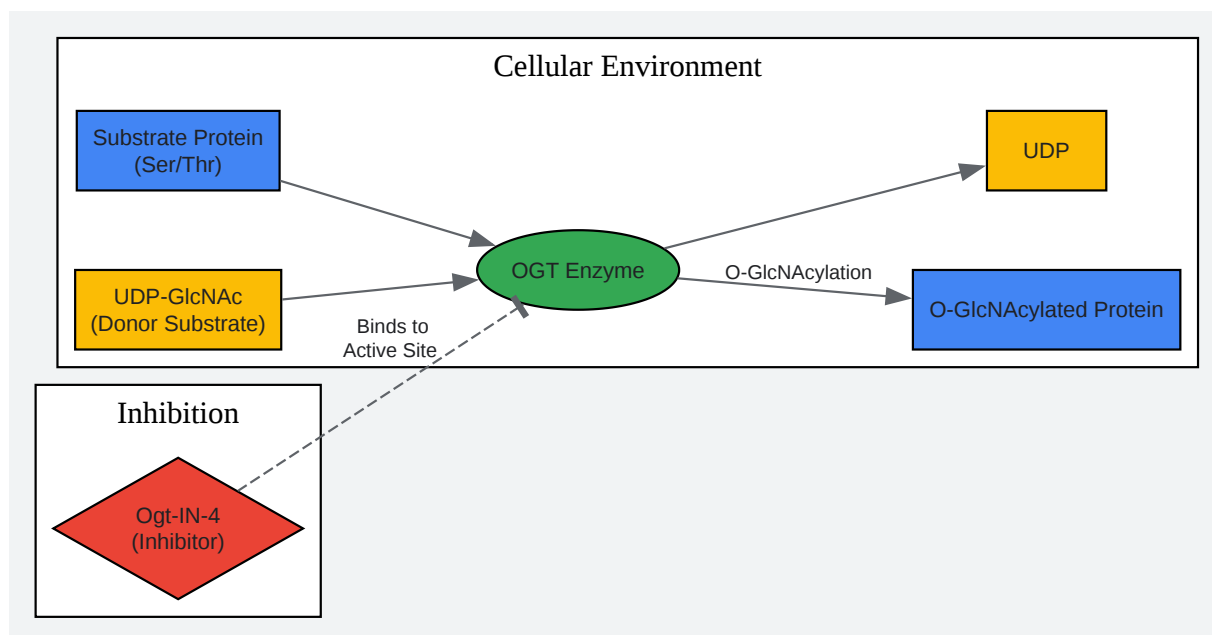 Cellular Environment
Substrate Protein
(Ser/Thr)
UDP
OGT Enzyme
O-GlcNAcylation
UDP-GlcNAc
(Donor Substrate)
O-GlcNAcylated Protein
Binds to
Active Site
Inhibition
Ogt-IN-4
(Inhibitor)